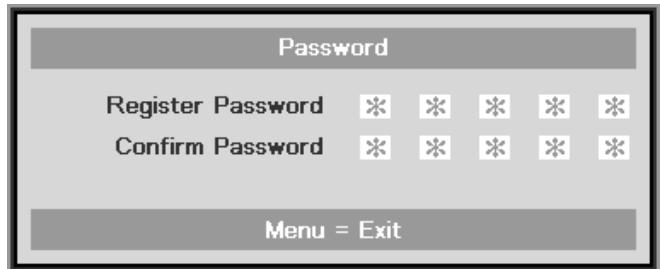 Password
Register Password * * * * *
Confirm Password * * * * *
Menu = Exit